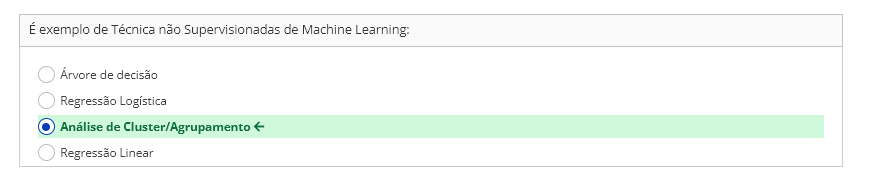 É exemplo de Técnica não Supervisionadas de Machine Learning:
Árvore de decisão
Regressão Logística
Análise de Cluster/Agrupamento ←
Regressão Linear